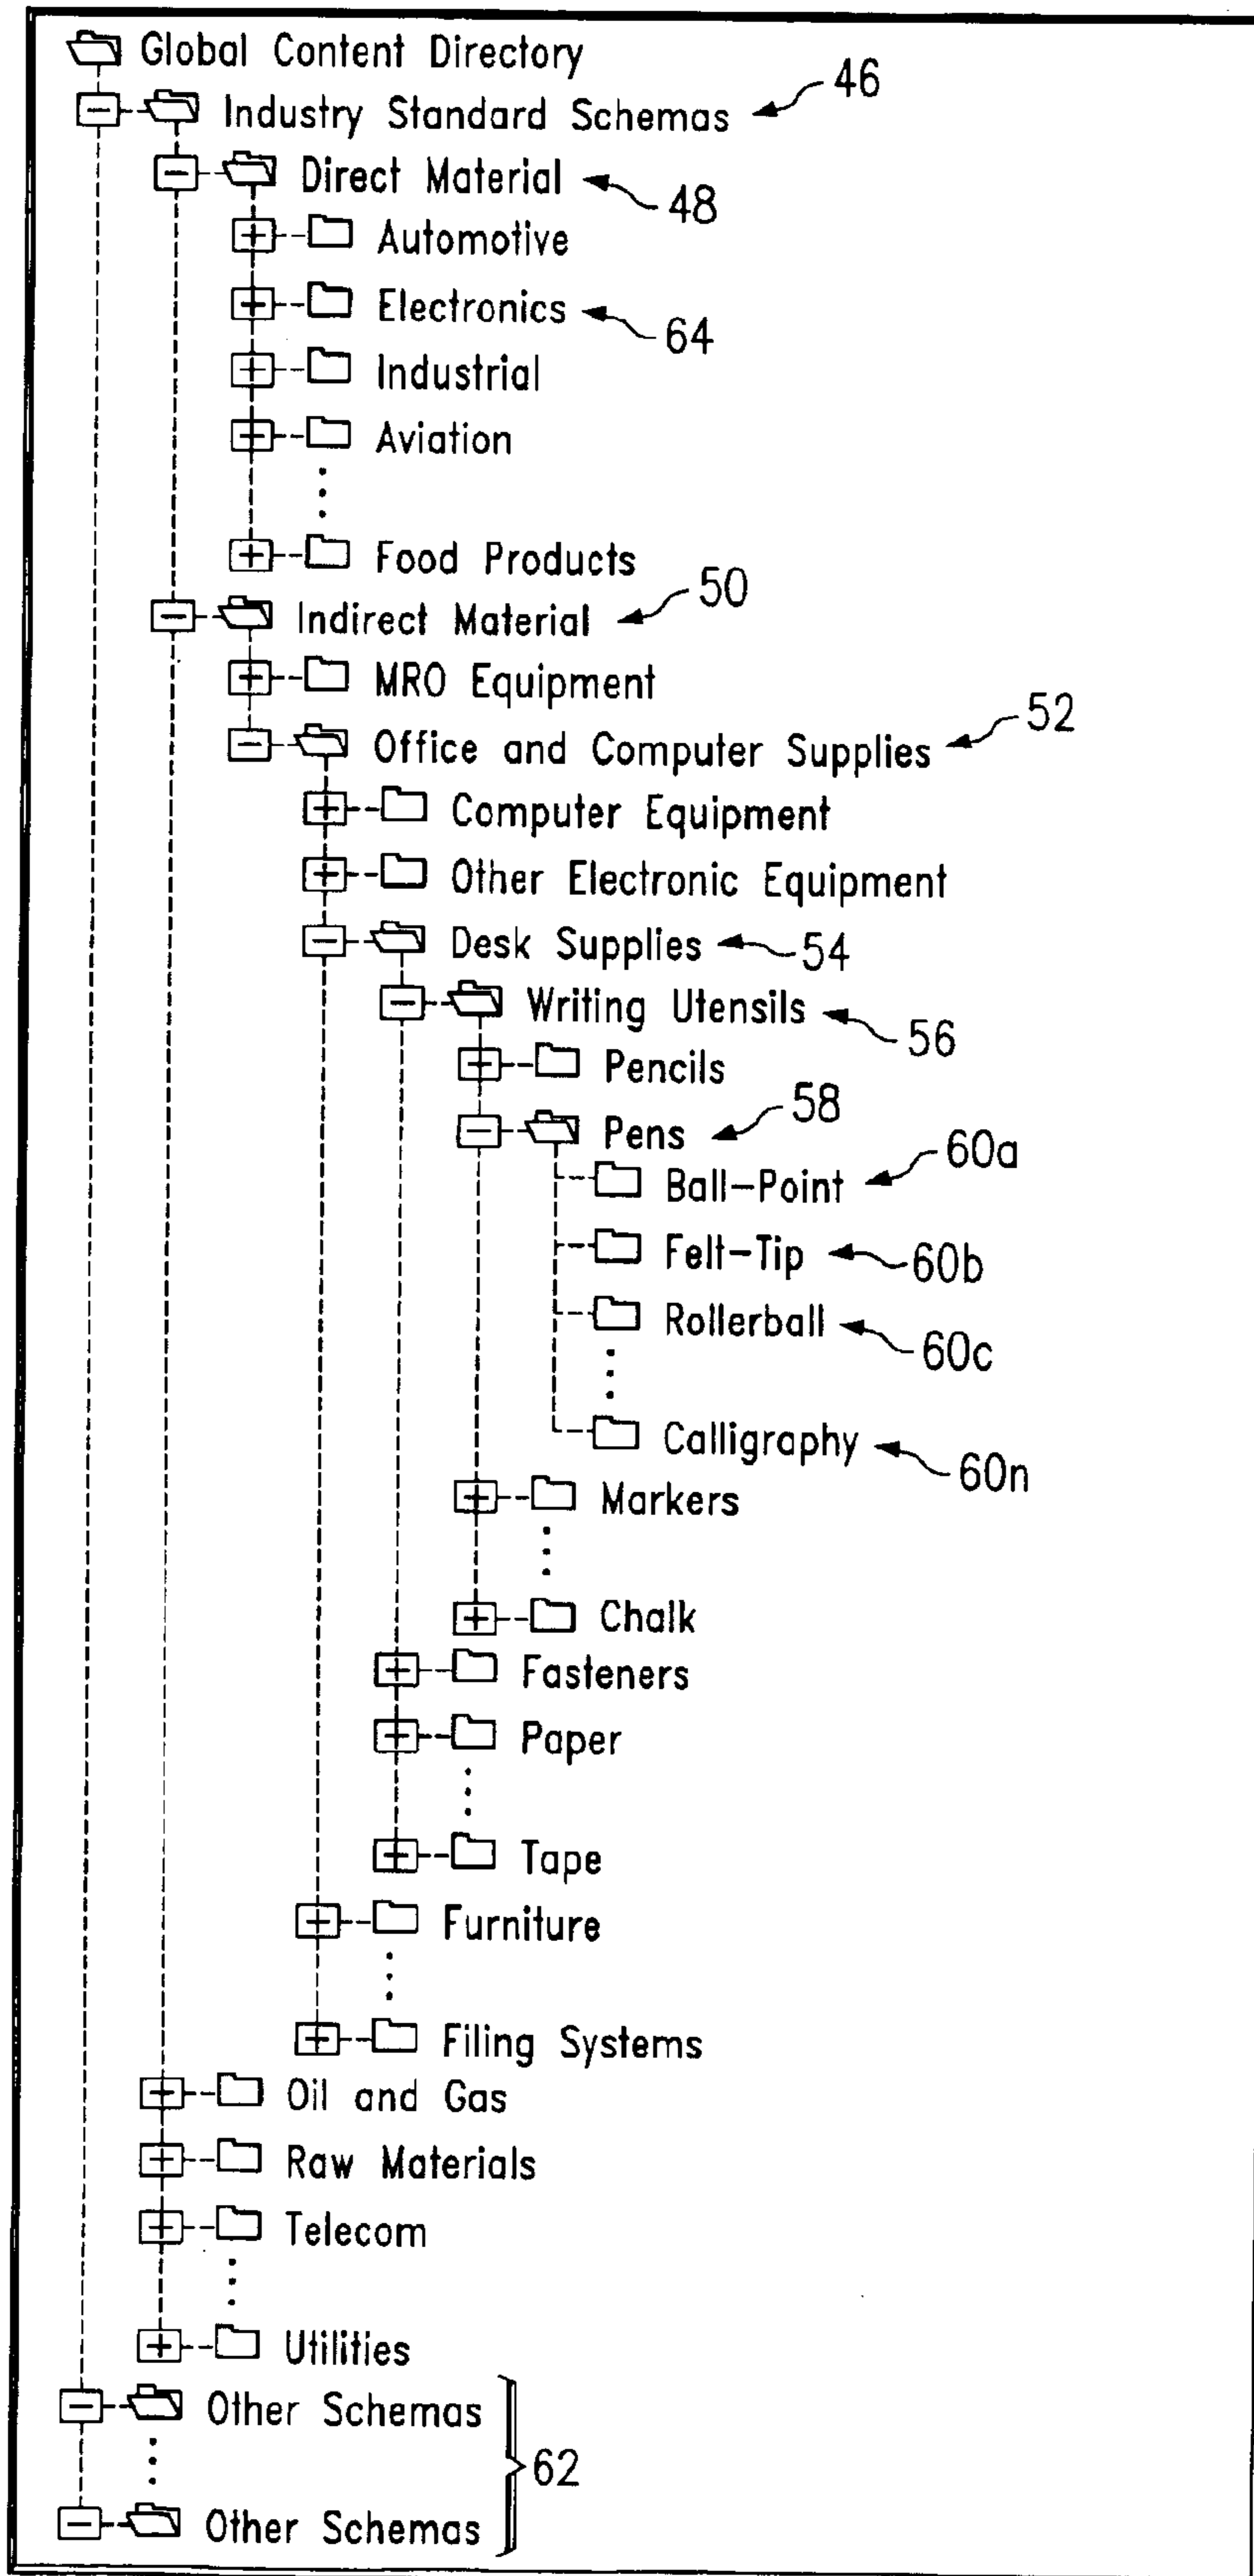 Global Content Directory
Industry Standard Schemas 46
Direct Material 48
Automotive
Electronics 64
Industrial
Aviation
Food Products
Indirect Material 50
MRO Equipment
Office and Computer Supplies 52
Computer Equipment
Other Electronic Equipment
Desk Supplies 54
Writing Utensils 56
Pencils
Pens 58
Ball-Point 60a
Felt-Tip 60b
Rollerball 60c
Calligraphy 60n
Markers
Chalk
Fasteners
Paper
Tape
Furniture
Filing Systems
Oil and Gas
Raw Materials
Telecom
Utilities
Other Schemas
62
Other Schemas